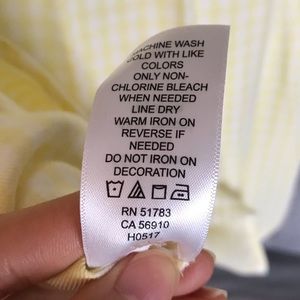 MACHINE WASH
COLD WITH LIKE
COLORS
ONLY NON-
CHLORINE BLEACH
WHEN NEEDED
LINE DRY
WARM IRON ON
REVERSE IF
NEEDED
DO NOT IRON ON
DECORATION
RN 51783
CA 56910
H0517